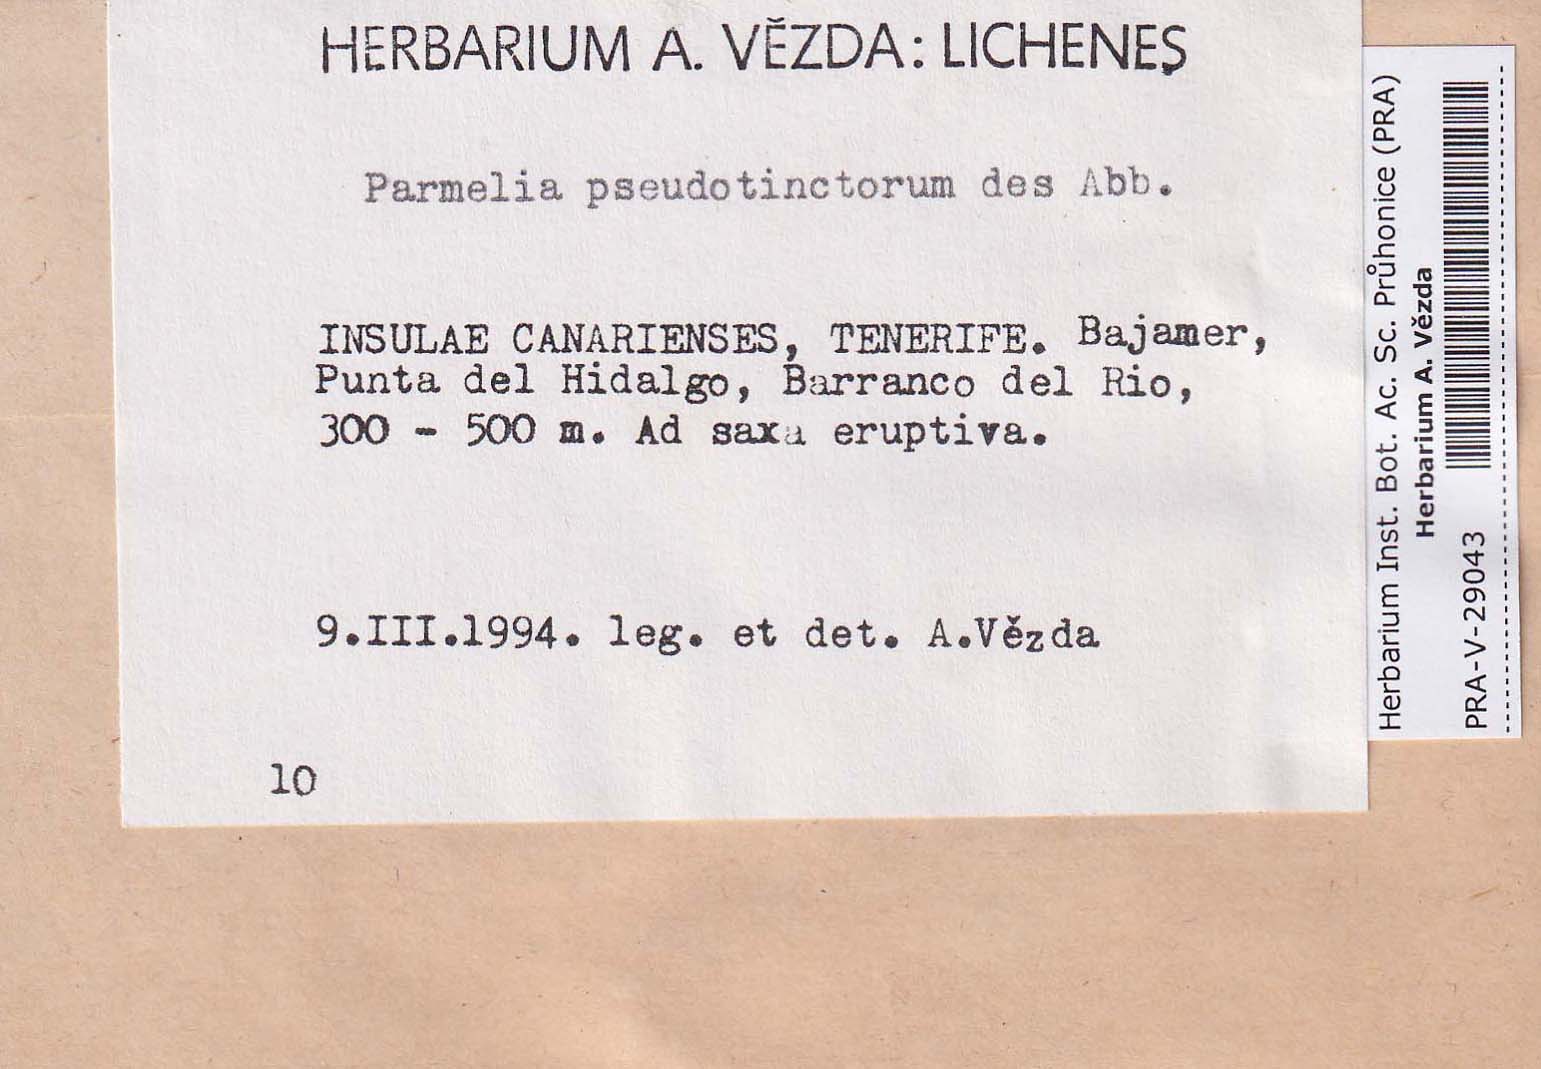 HERBARIUM A. VĚZDA: LICHENES
Parmelia pseudotinctorum des Abb.
INSULAE CANARIENSES, TENERIFE. Bajamer,
Punta del Hidalgo, Barranco del Rio,
300 - 500 m. Ad saxa eruptiva.
9.III.1994. leg. et det. A.Vězda
10
Herbarium Inst. Bot. Ac. Sc. Průhonice (PRA)
Herbarium A. Vězda
PRA-V-29043